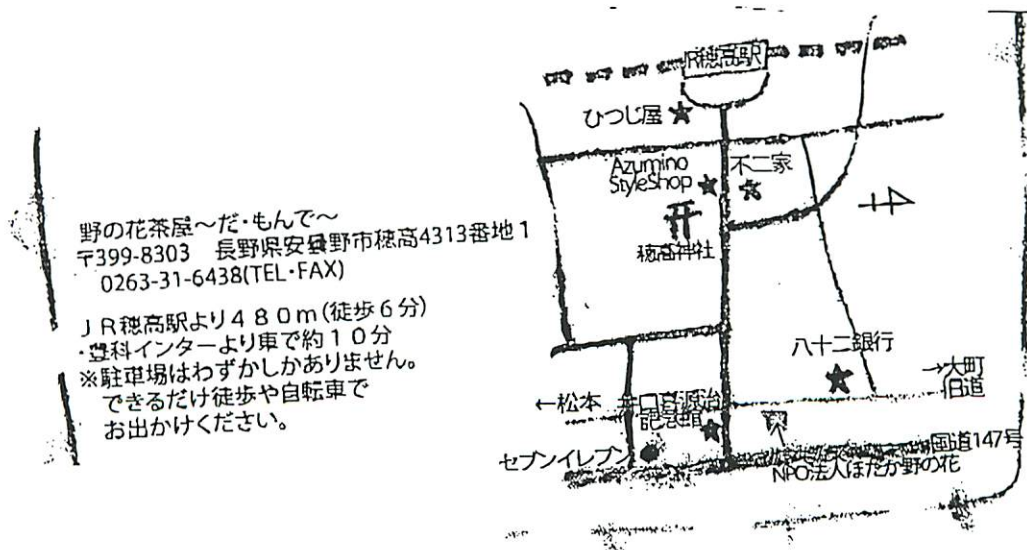 野の花茶屋～だ・もんで～
〒399-8303 長野県安曇野市穂高4313番地1
0263-31-6438(TEL・FAX)
JR穂高駅より480m(徒歩6分)
・豊科インターより車で約10分
※駐車場はわずかしかありません。
できるだけ徒歩や自転車で
お出かけください。
JR穂高駅
ひつじ屋
Azumino
StyleShop
不二家
穂高神社
八十二銀行
→大町
旧道
←松本
井口喜源治
記念館
セブンイレブン
国道147号
NPO法人ほたか野の花